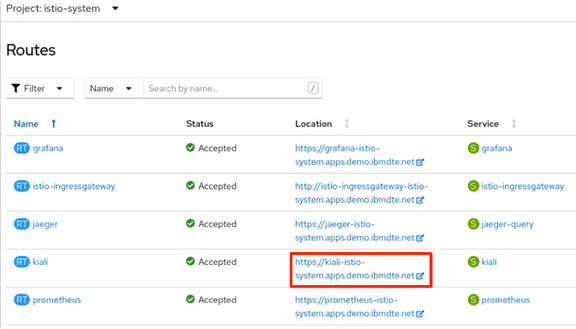 Project: istio-system
Routes
Filter Name Search by name... /
Name Status Location Service
RT grafana Accepted https://grafana-istio- S grafana
system.apps.demo.ibmdte.net
RT istio-ingressgateway Accepted http://istio-ingressgateway-istio- S istio-ingressgateway
system.apps.demo.ibmdte.net
RT jaeger Accepted https://jaeger-istio- S jaeger-query
system.apps.demo.ibmdte.net
RT kiali Accepted https://kiali-istio- S kiali
system.apps.demo.ibmdte.net
RT prometheus Accepted https://prometheus-istio- S prometheus
system.apps.demo.ibmdte.net